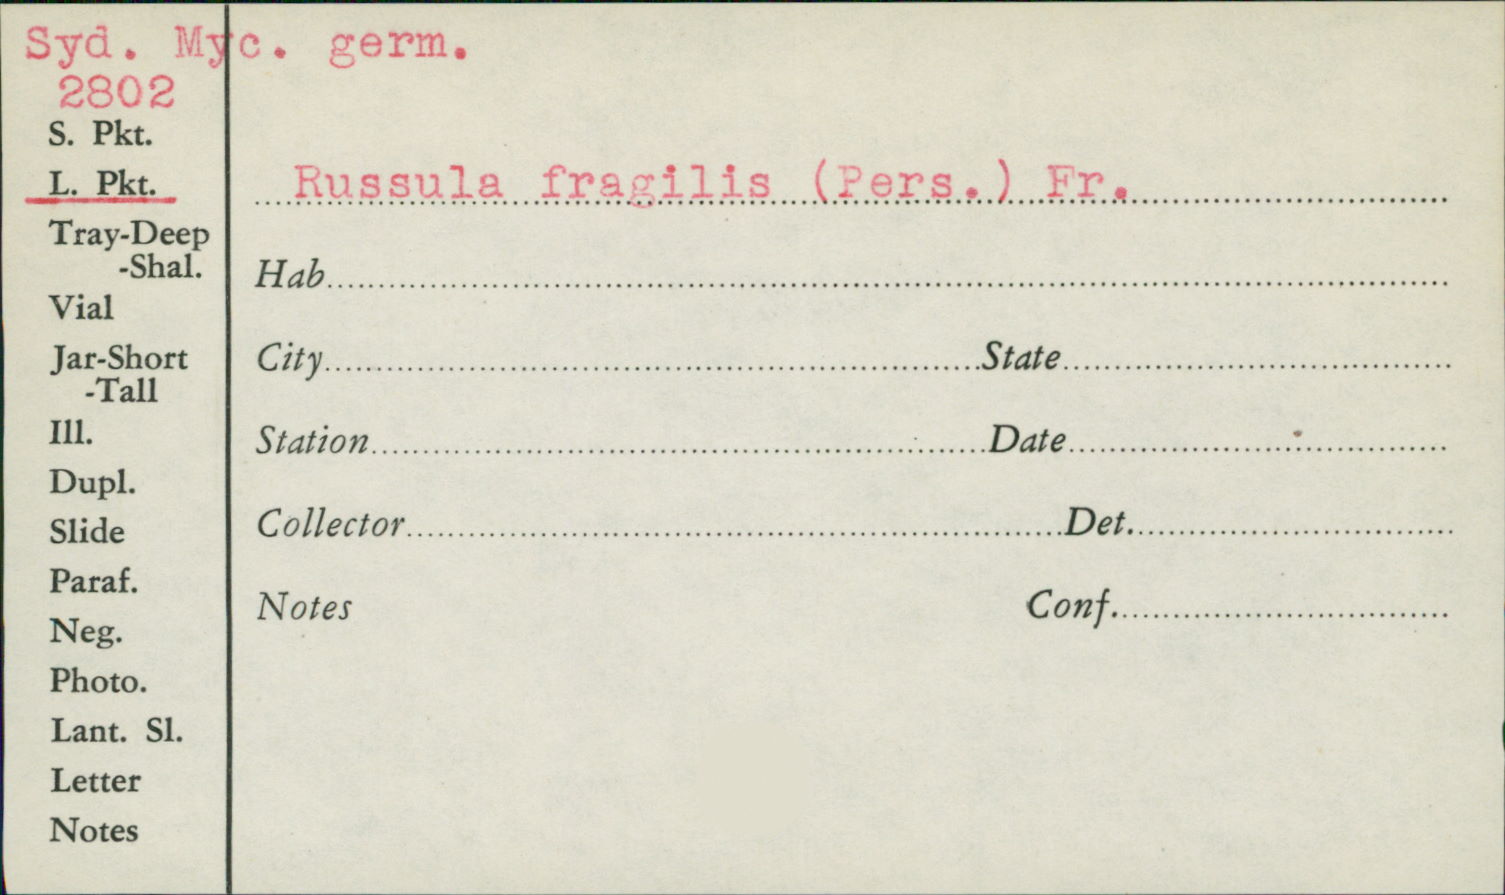 Syd. Myc. germ.
2802
S. Pkt.
L. Pkt.
Tray-Deep
-Shal.
Vial
Jar-Short
-Tall
Ill.
Dupl.
Slide
Paraf.
Neg.
Photo.
Lant. Sl.
Letter
Notes
Russula fragilis (Pers.) Fr.
Hab
City State
Station Date
Collector Det.
Notes Conf.